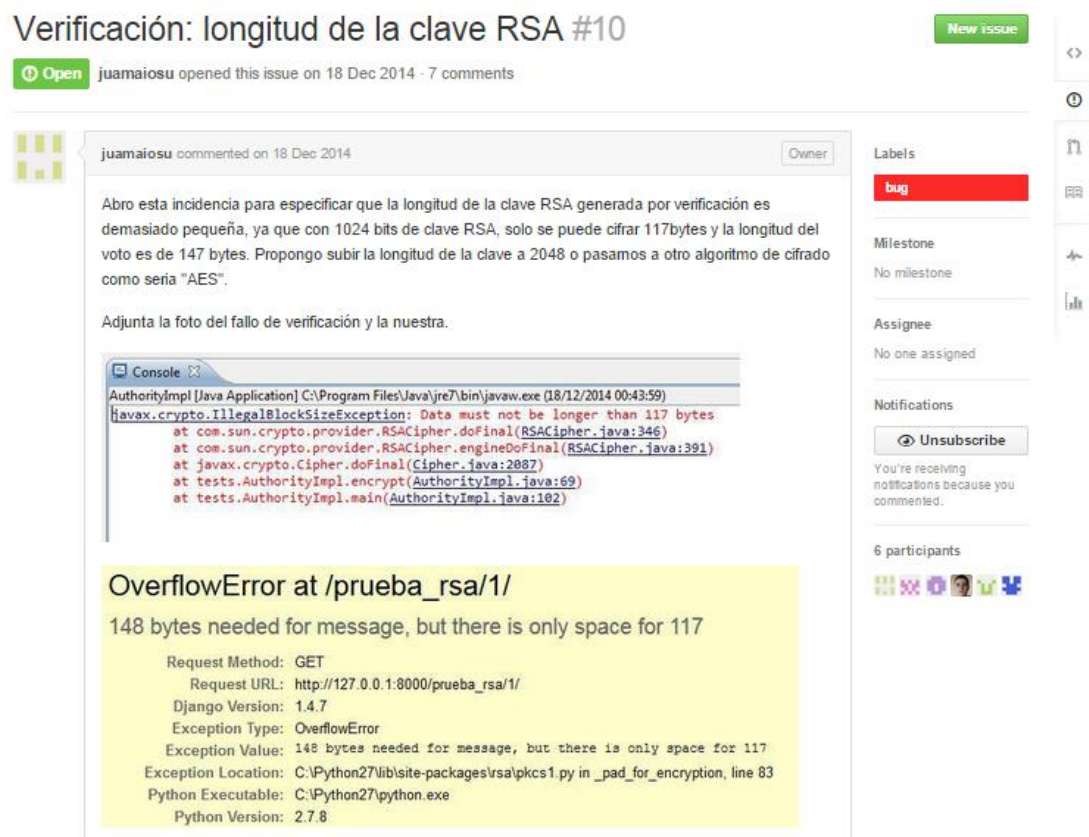 Verificación: longitud de la clave RSA #10
New issue
Open juamaiosu opened this issue on 18 Dec 2014 · 7 comments
juamaiosu commented on 18 Dec 2014
Owner
Abro esta incidencia para especificar que la longitud de la clave RSA generada por verificación es
demasiado pequeña, ya que con 1024 bits de clave RSA, solo se puede cifrar 117bytes y la longitud del
voto es de 147 bytes. Propongo subir la longitud de la clave a 2048 o pasamos a otro algoritmo de cifrado
como seria "AES".
Adjunta la foto del fallo de verificación y la nuestra.
Console
AuthorityImpl [Java Application] C:\Program Files\Java\jre7\bin\javaw.exe (18/12/2014 00:43:59)
javax.crypto.IllegalBlockSizeException: Data must not be longer than 117 bytes
at com.sun.crypto.provider.RSACipher.doFinal(RSACipher.java:346)
at com.sun.crypto.provider.RSACipher.engineDoFinal(RSACipher.java:391)
at javax.crypto.Cipher.doFinal(Cipher.java:2087)
at tests.AuthorityImpl.encrypt(AuthorityImpl.java:69)
at tests.AuthorityImpl.main(AuthorityImpl.java:102)
OverflowError at /prueba_rsa/1/
148 bytes needed for message, but there is only space for 117
Request Method: GET
Request URL: http://127.0.0.1:8000/prueba_rsa/1/
Django Version: 1.4.7
Exception Type: OverflowError
Exception Value: 148 bytes needed for message, but there is only space for 117
Exception Location: C:\Python27\lib\site-packages\rsa\pkcs1.py in _pad_for_encryption, line 83
Python Executable: C:\Python27\python.exe
Python Version: 2.7.8
Labels
bug
Milestone
No milestone
Assignee
No one assigned
Notifications
Unsubscribe
You're receiving
notifications because you
commented.
6 participants